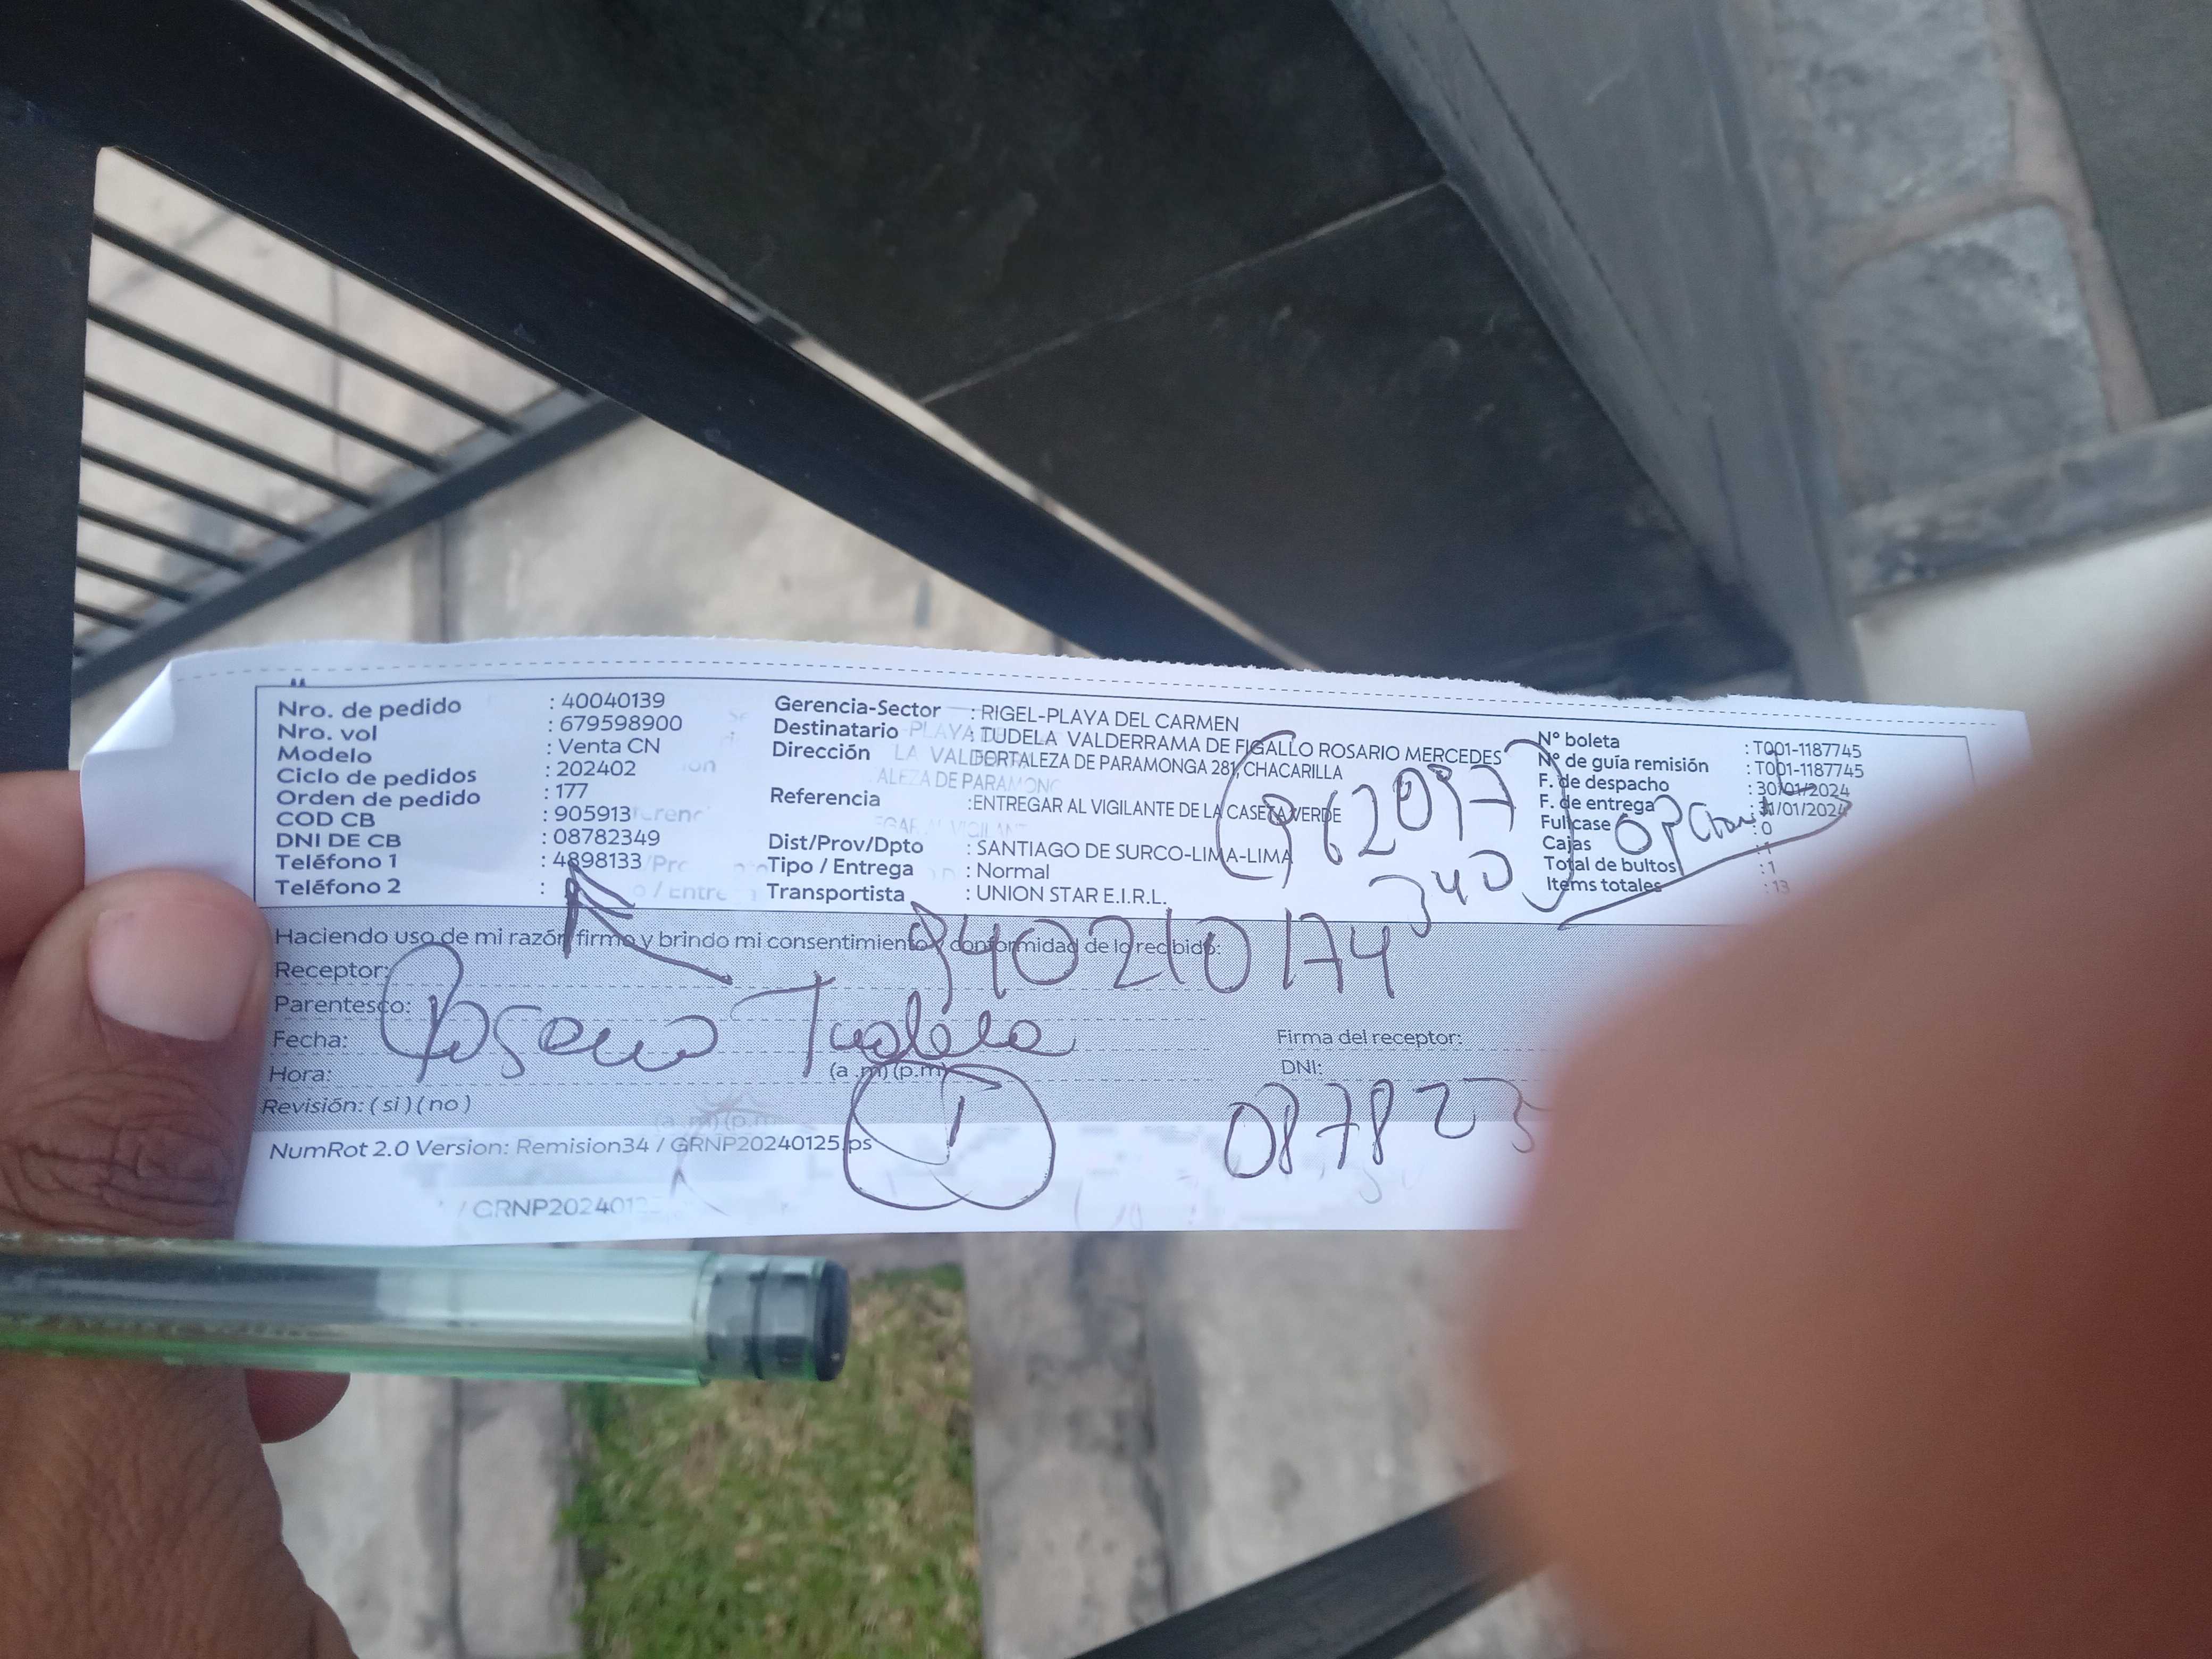 Nro. de pedido : 40040139
Nro. vol : 679598900
Modelo : Venta CN
Ciclo de pedidos : 202402
Orden de pedido : 177
COD CB : 905913
DNI DE CB : 08782349
Teléfono 1 : 4898133
Teléfono 2 :
Gerencia-Sector : RIGEL-PLAYA DEL CARMEN
Destinatario : TUDELA VALDERRAMA DE FIGALLO ROSARIO MERCEDES
Dirección : FORTALEZA DE PARAMONGA 281, CHACARILLA
Referencia :ENTREGAR AL VIGILANTE DE LA CASETA VERDE
Dist/Prov/Dpto : SANTIAGO DE SURCO-LIMA-LIMA
Tipo / Entrega : Normal
Transportista : UNION STAR E.I.R.L.
N° boleta : T001-1187745
N° de guía remisión : T001-1187745
F. de despacho : 30/01/2024
F. de entrega : 31/01/2024
Fullcase : 0
Cajas : 1
Total de bultos : 1
Items totales : 13
962097
340
Haciendo uso de mi razón, firmo y brindo mi consentimiento y conformidad de lo recibido:
940210174
Receptor:
Parentesco:
Rosario Tudela
Fecha:
Hora: (a .m) (p.m)
Revisión: ( si ) ( no )
1
Firma del receptor:
DNI:
087823
NumRot 2.0 Version: Remision34 / GRNP20240125.ps
/ GRNP2024012